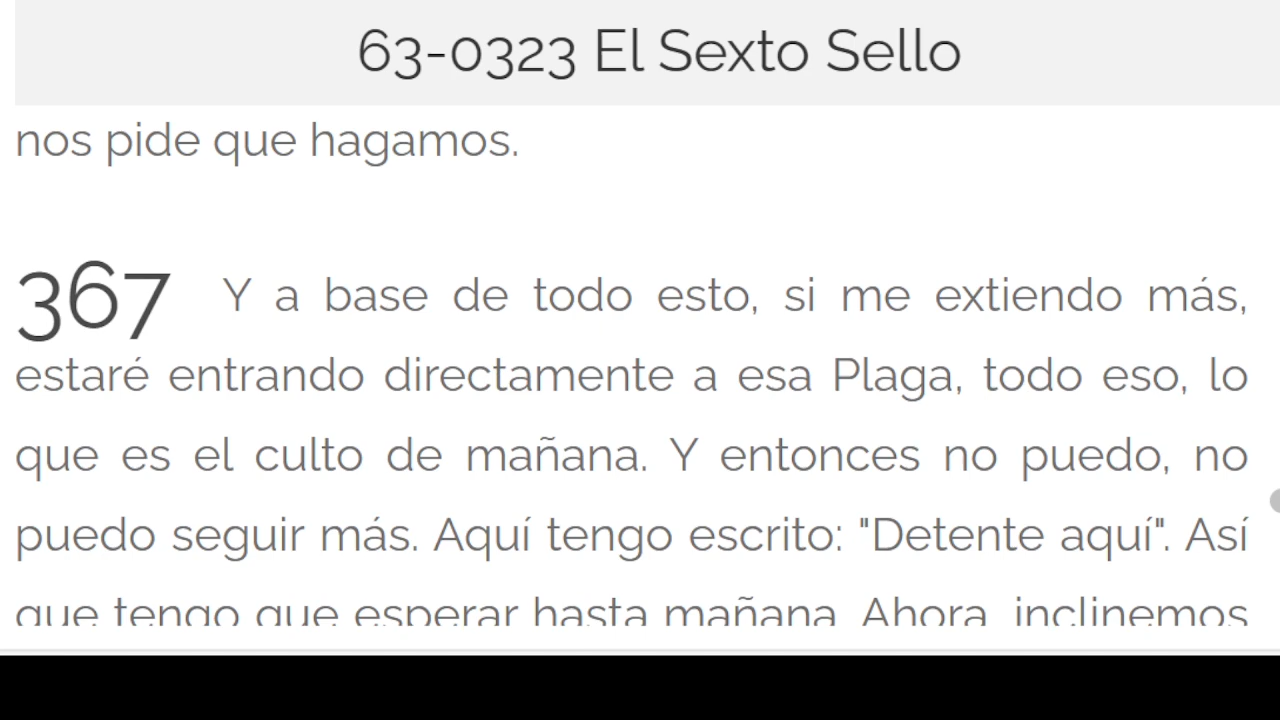 63-0323 El Sexto Sello
nos pide que hagamos.
367 Y a base de todo esto, si me extiendo más,
estaré entrando directamente a esa Plaga, todo eso, lo
que es el culto de mañana. Y entonces no puedo, no
puedo seguir más. Aquí tengo escrito: "Detente aquí". Así
que tengo que esperar hasta mañana. Ahora, inclinemos